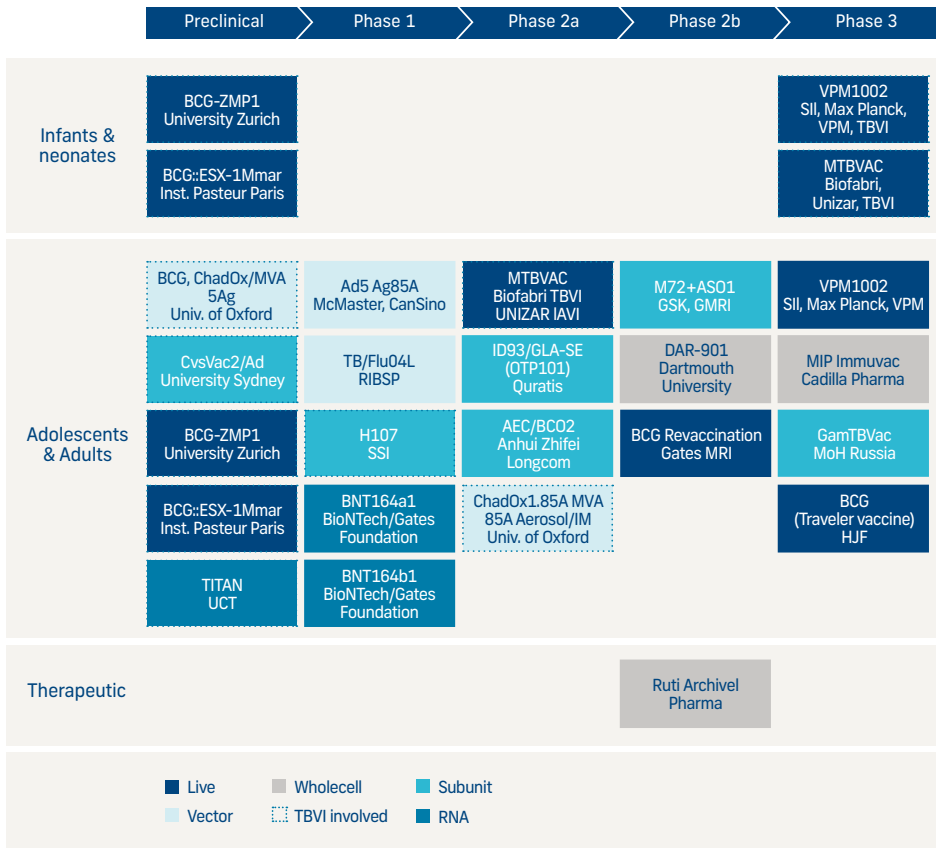 Preclinical
Phase 1
Phase 2a
Phase 2b
Phase 3
Infants &
neonates
BCG-ZMP1
University Zurich
VPM1002
SII, Max Planck,
VPM, TBVI
BCG::ESX-1Mmar
Inst. Pasteur Paris
MTBVAC
Biofabri,
Unizar, TBVI
Adolescents
& Adults
BCG, ChadOx/MVA
5Ag
Univ. of Oxford
Ad5 Ag85A
McMaster, CanSino
MTBVAC
Biofabri TBVI
UNIZAR IAVI
M72+ASO1
GSK, GMRI
VPM1002
SII, Max Planck, VPM
CvsVac2/Ad
University Sydney
TB/Flu04L
RIBSP
ID93/GLA-SE
(OTP101)
Quratis
DAR-901
Dartmouth
University
MIP Immuvac
Cadilla Pharma
BCG-ZMP1
University Zurich
H107
SSI
AEC/BCO2
Anhui Zhifei
Longcom
BCG Revaccination
Gates MRI
GamTBVac
MoH Russia
BCG::ESX-1Mmar
Inst. Pasteur Paris
BNT164a1
BioNTech/Gates
Foundation
ChadOx1.85A MVA
85A Aerosol/IM
Univ. of Oxford
BCG
(Traveler vaccine)
HJF
TITAN
UCT
BNT164b1
BioNTech/Gates
Foundation
Therapeutic
Ruti Archivel
Pharma
Live
Wholecell
Subunit
Vector
TBVI involved
RNA